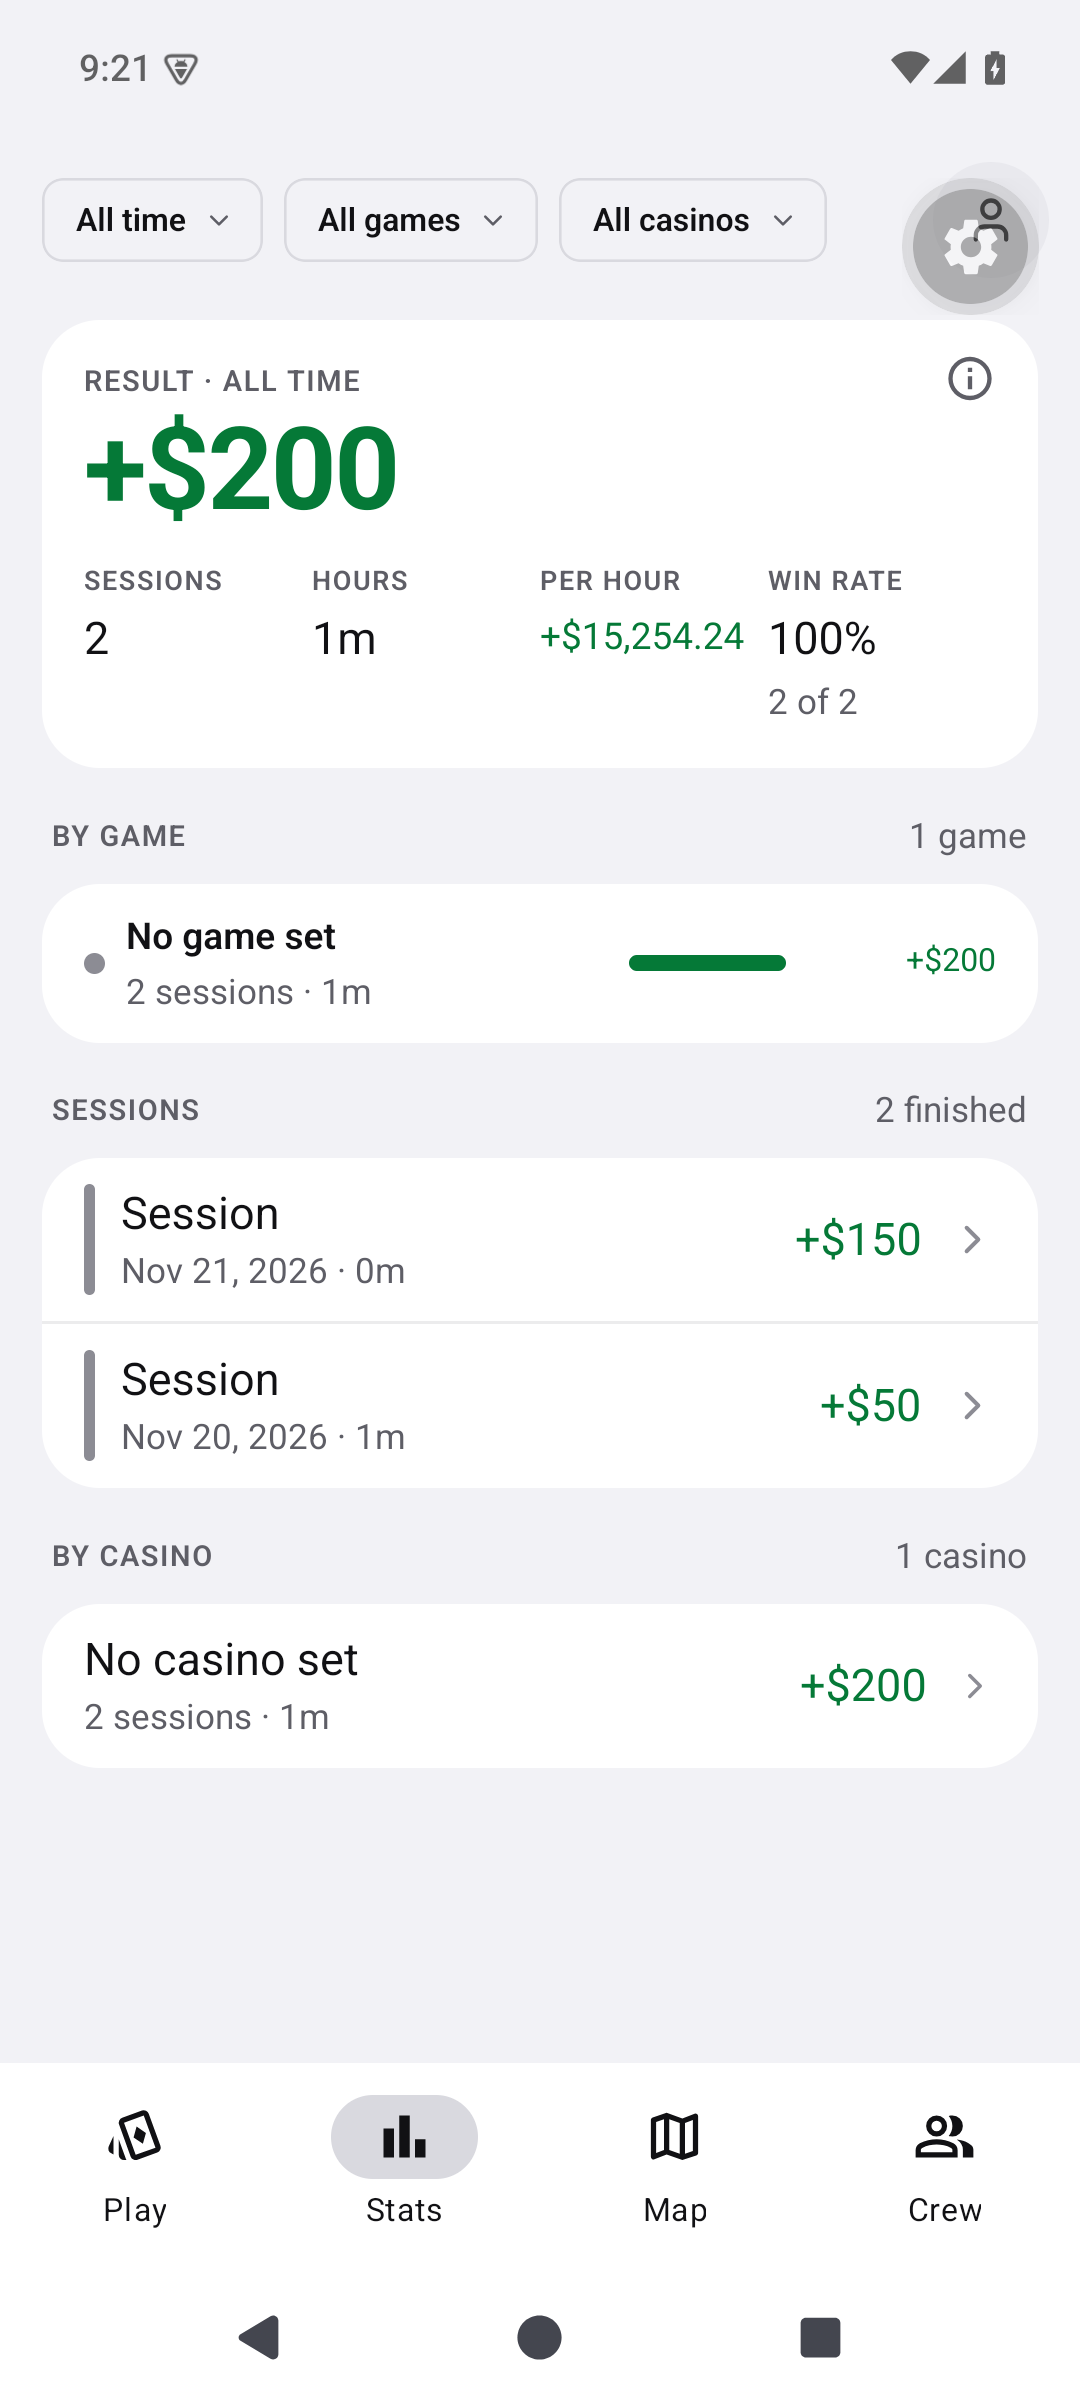 9:21
All time
All games
All casinos
RESULT · ALL TIME
+$200
SESSIONS
HOURS
PER HOUR
WIN RATE
2
1m
+$15,254.24
100%
2 of 2
BY GAME
1 game
No game set
2 sessions · 1m
+$200
SESSIONS
2 finished
Session
Nov 21, 2026 · 0m
+$150
Session
Nov 20, 2026 · 1m
+$50
BY CASINO
1 casino
No casino set
2 sessions · 1m
+$200
Play
Stats
Map
Crew